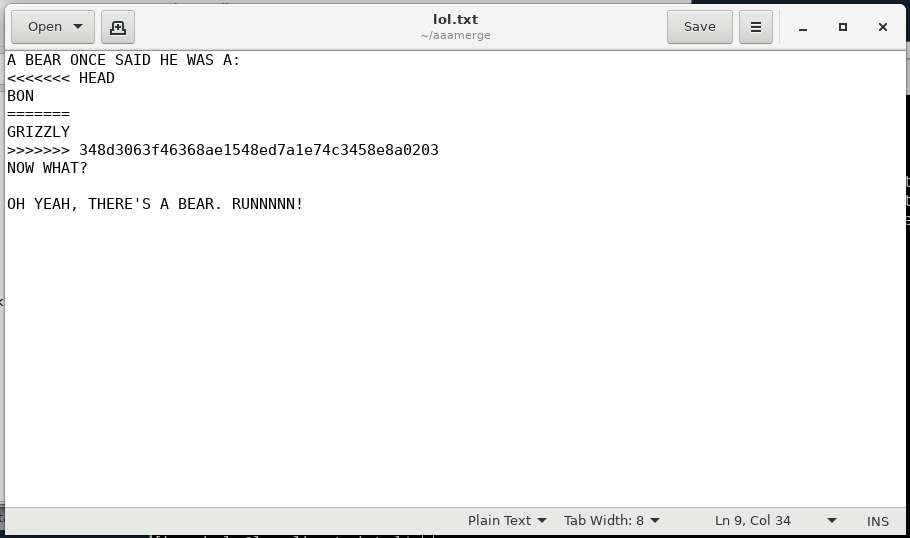 Open
lol.txt
~/aaamerge
Save
A BEAR ONCE SAID HE WAS A:
<<<<<<< HEAD
BON
=======
GRIZZLY
>>>>>>> 348d3063f46368ae1548ed7a1e74c3458e8a0203
NOW WHAT?
OH YEAH, THERE'S A BEAR. RUNNNNN!
Plain Text
Tab Width: 8
Ln 9, Col 34
INS